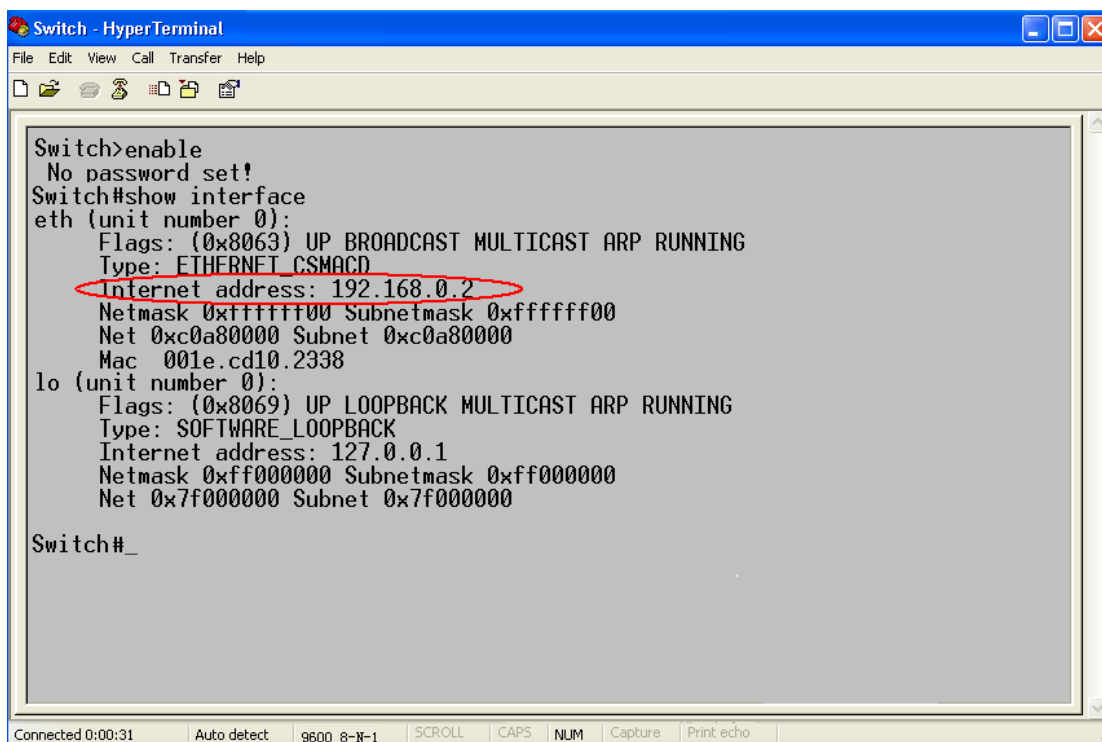 Switch - HyperTerminal
File Edit View Call Transfer Help
Switch>enable
No password set!
Switch#show interface
eth (unit number 0):
Flags: (0x8063) UP BROADCAST MULTICAST ARP RUNNING
Type: ETHERNET_CSMACD
Internet address: 192.168.0.2
Netmask 0xffffff00 Subnetmask 0xffffff00
Net 0xc0a80000 Subnet 0xc0a80000
Mac 001e.cd10.2338
lo (unit number 0):
Flags: (0x8069) UP LOOPBACK MULTICAST ARP RUNNING
Type: SOFTWARE_LOOPBACK
Internet address: 127.0.0.1
Netmask 0xff000000 Subnetmask 0xff000000
Net 0x7f000000 Subnet 0x7f000000
Switch#_
Connected 0:00:31 Auto detect 9600 8-N-1 SCROLL CAPS NUM Capture Print echo